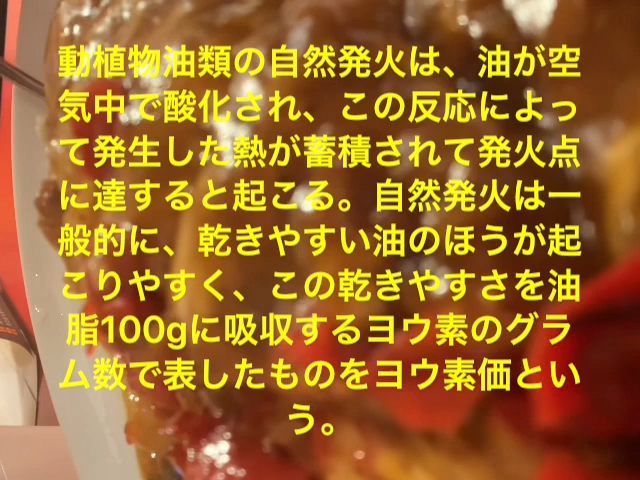 動植物油類の自然発火は、油が空
気中で酸化され、この反応によっ
て発生した熱が蓄積されて発火点
に達すると起こる。自然発火は一
般的に、乾きやすい油のほうが起
こりやすく、この乾きやすさを油
脂100gに吸収するヨウ素のグラ
ム数で表したものをヨウ素価とい
う。